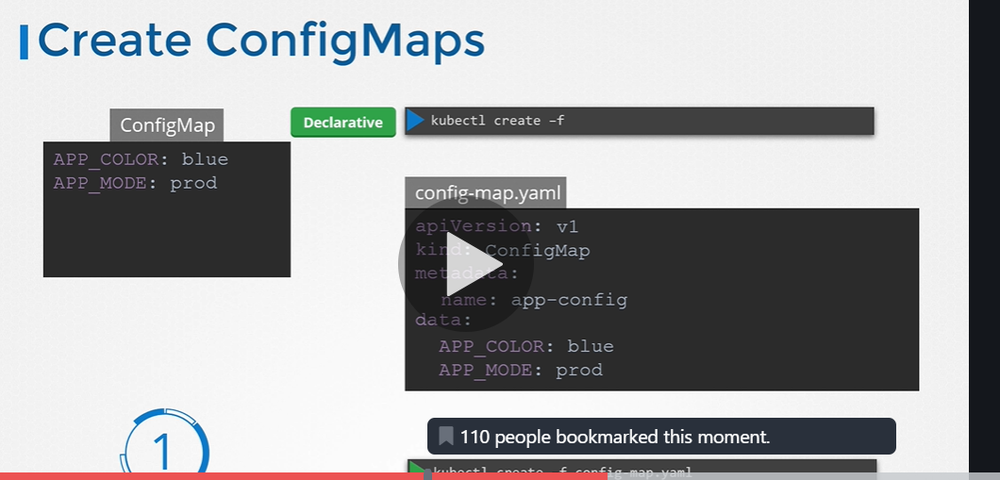 Create ConfigMaps
ConfigMap
APP_COLOR: blue
APP_MODE: prod
Declarative
kubectl create –f
config-map.yaml
apiVersion: v1
kind: ConfigMap
metadata:
name: app-config
data:
APP_COLOR: blue
APP_MODE: prod
1
110 people bookmarked this moment.
kubectl create –f config-map.yaml